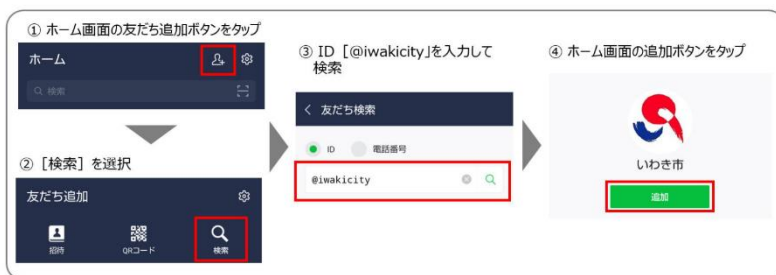 ① ホーム画面の友だち追加ボタンをタップ
ホーム
検索
② ［検索］を選択
友だち追加
招待
QRコード
検索
③ ID［@iwakicity」を入力して
検索
友だち検索
ID
電話番号
@iwakicity
④ ホーム画面の追加ボタンをタップ
いわき市
追加